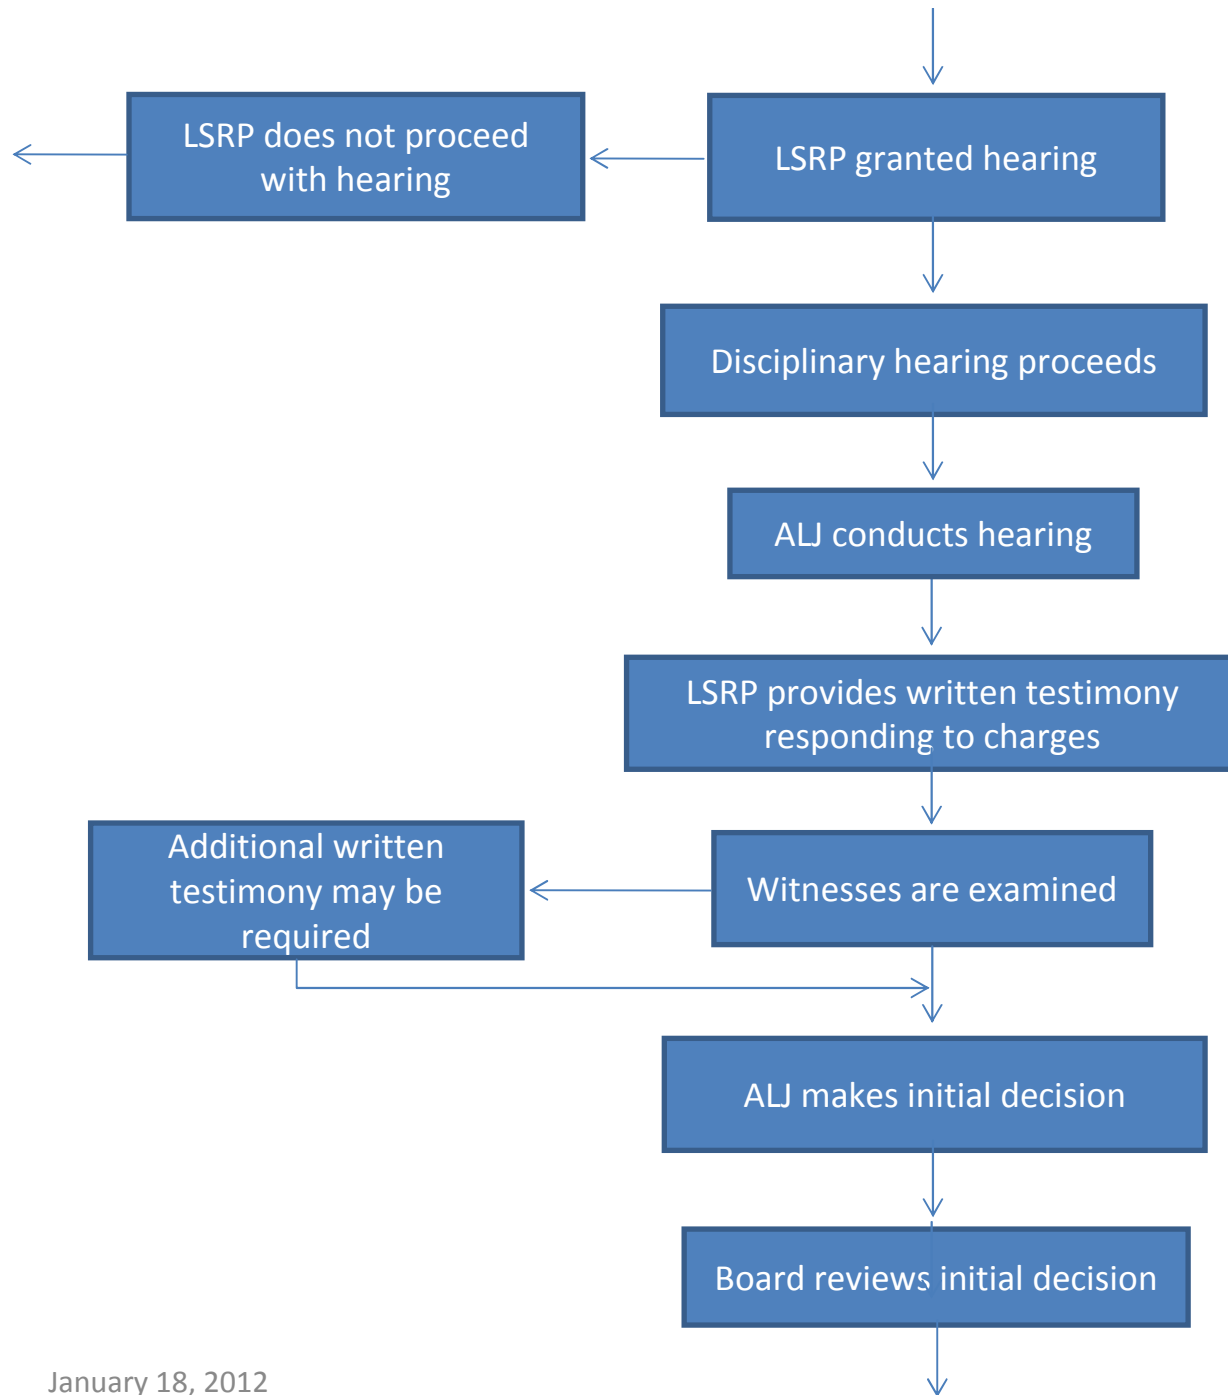 LSRP does not proceed
with hearing
LSRP granted hearing
Disciplinary hearing proceeds
ALJ conducts hearing
LSRP provides written testimony
responding to charges
Additional written
testimony may be
required
Witnesses are examined
ALJ makes initial decision
Board reviews initial decision
January 18, 2012